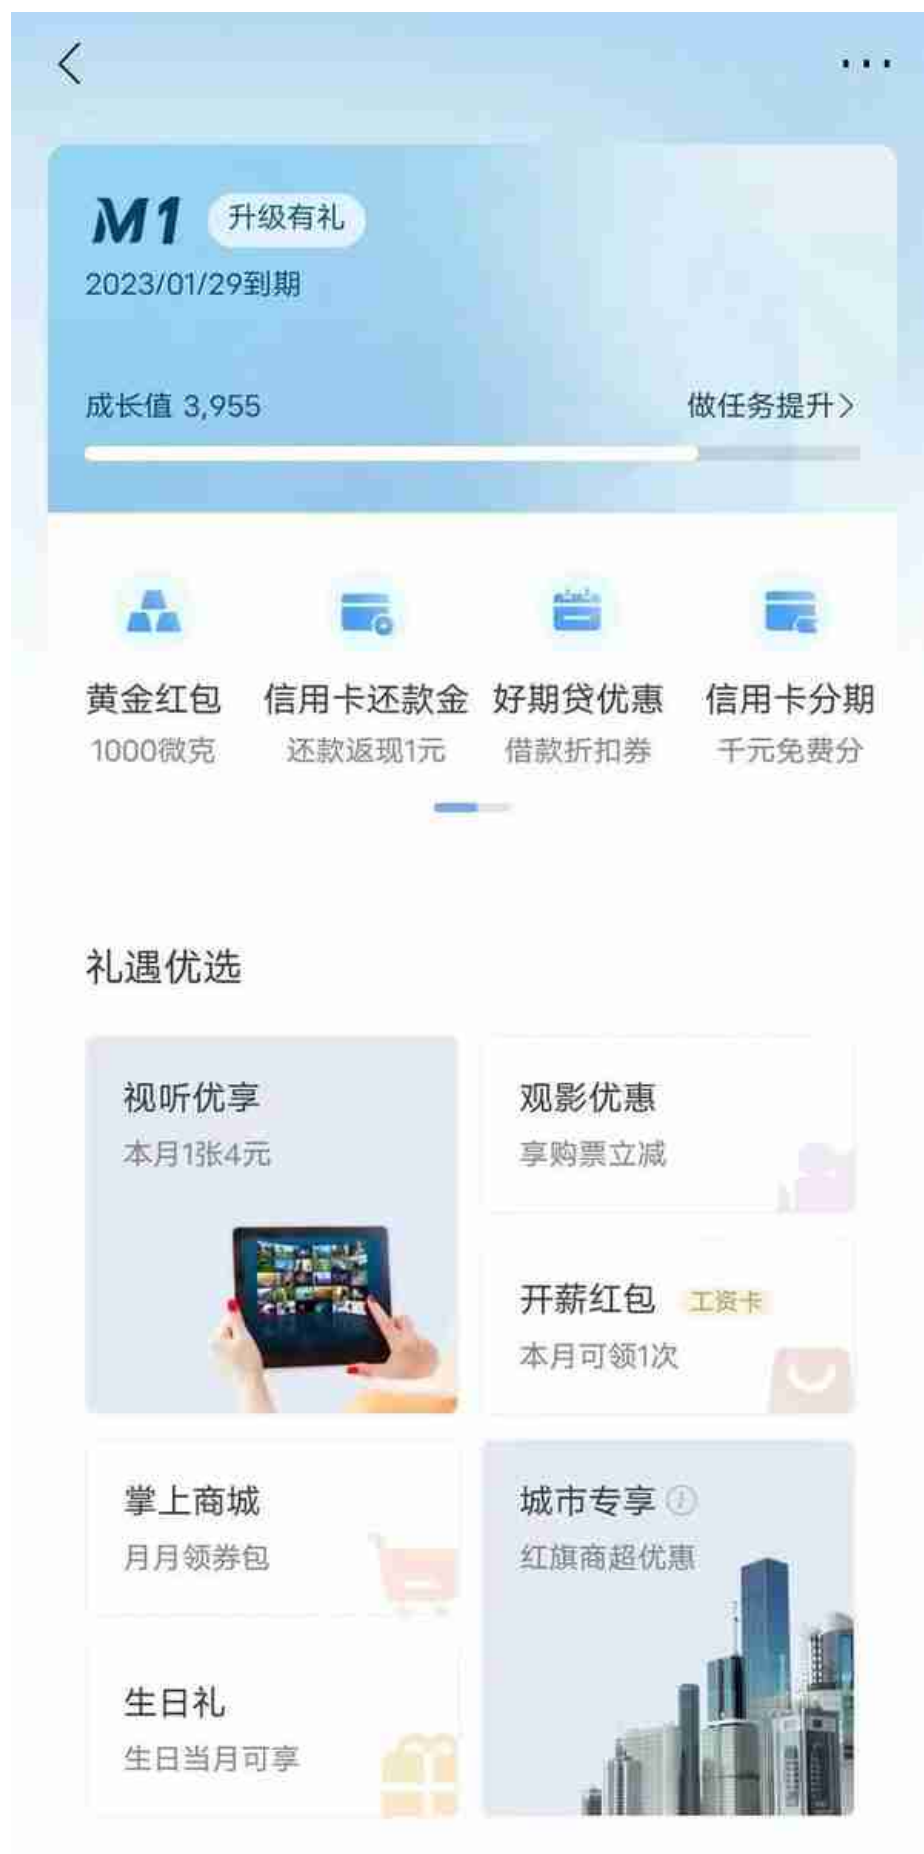 M1 升级有礼
2023/01/29到期
成长值 3,955 做任务提升
黄金红包 信用卡还款金 好期贷优惠 信用卡分期
1000微克 还款返现1元 借款折扣券 千元免费分
礼遇优选
视听优享
本月1张4元
观影优惠
享购票立减
开薪红包 工资卡
本月可领1次
掌上商城
月月领券包
城市专享
红旗商超优惠
生日礼
生日当月可享